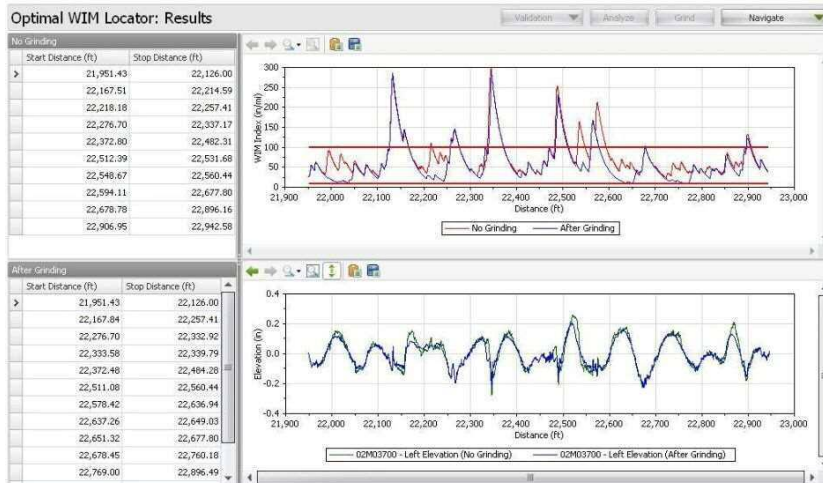 Optimal WIM Locator: Results
Validation Analyze Grind Navigate
No Grinding
Start Distance (ft) Stop Distance (ft)
21,951.43 22,126.00
22,167.51 22,214.59
22,218.18 22,257.41
22,276.70 22,337.17
22,372.80 22,482.31
22,512.39 22,531.68
22,548.67 22,560.44
22,594.11 22,677.80
22,678.78 22,896.16
22,906.95 22,942.58
WIM Index (in/mi)
300
250
200
150
100
50
0
21,900 22,000 22,100 22,200 22,300 22,400 22,500 22,600 22,700 22,800 22,900 23,000
Distance (ft)
No Grinding After Grinding
After Grinding
Start Distance (ft) Stop Distance (ft)
21,951.43 22,126.00
22,167.84 22,257.41
22,276.70 22,332.92
22,333.58 22,339.79
22,372.48 22,484.28
22,511.08 22,560.44
22,578.42 22,636.94
22,637.26 22,649.03
22,651.32 22,677.80
22,678.45 22,760.18
22,769.00 22,896.49
Elevation (in)
0.4
0.2
0.0
-0.2
-0.4
21,900 22,000 22,100 22,200 22,300 22,400 22,500 22,600 22,700 22,800 22,900 23,000
Distance (ft)
02M03700 - Left Elevation (No Grinding) 02M03700 - Left Elevation (After Grinding)